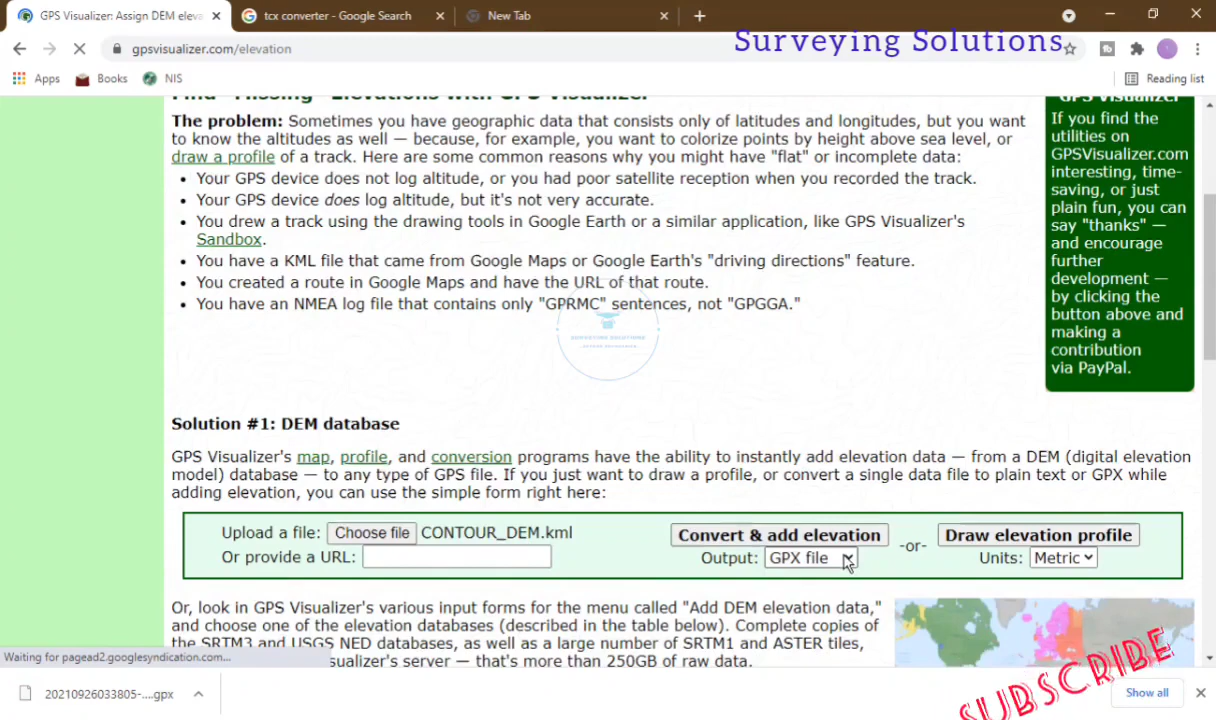 GPS Visualizer: Assign DEM eleva
tcx converter - Google Search
New Tab
gpsvisualizer.com/elevation
Surveying Solutions
Apps
Books
NIS
Reading list
Find "Missing" Elevations with GPS Visualizer
The problem: Sometimes you have geographic data that consists only of latitudes and longitudes, but you want
to know the altitudes as well — because, for example, you want to colorize points by height above sea level, or
draw a profile of a track. Here are some common reasons why you might have "flat" or incomplete data:
Your GPS device does not log altitude, or you had poor satellite reception when you recorded the track.
Your GPS device does log altitude, but it's not very accurate.
You drew a track using the drawing tools in Google Earth or a similar application, like GPS Visualizer's
Sandbox.
You have a KML file that came from Google Maps or Google Earth's "driving directions" feature.
You created a route in Google Maps and have the URL of that route.
You have an NMEA log file that contains only "GPRMC" sentences, not "GPGGA."
GPS Visualizer
If you find the
utilities on
GPSVisualizer.com
interesting, time-
saving, or just
plain fun, you can
say "thanks" —
and encourage
further
development —
by clicking the
button above and
making a
contribution
via PayPal.
Solution #1: DEM database
GPS Visualizer's map, profile, and conversion programs have the ability to instantly add elevation data — from a DEM (digital elevation
model) database — to any type of GPS file. If you just want to draw a profile, or convert a single data file to plain text or GPX while
adding elevation, you can use the simple form right here:
Upload a file: Choose file CONTOUR_DEM.kml
Or provide a URL:
Convert & add elevation
Output: GPX file
-or-
Draw elevation profile
Units: Metric
Or, look in GPS Visualizer's various input forms for the menu called "Add DEM elevation data,"
and choose one of the elevation databases (described in the table below). Complete copies of
the SRTM3 and USGS NED databases, as well as a large number of SRTM1 and ASTER tiles,
sualizer's server — that's more than 250GB of raw data.
Waiting for pagead2.googlesyndication.com...
20210926033805-....gpx
Show all
SUBSCRIBE